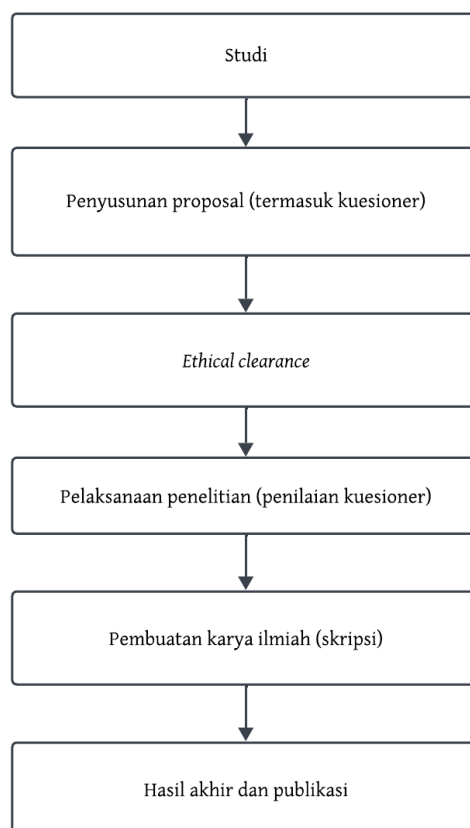 Studi
Penyusunan proposal (termasuk kuesioner)
Ethical clearance
Pelaksanaan penelitian (penilaian kuesioner)
Pembuatan karya ilmiah (skripsi)
Hasil akhir dan publikasi